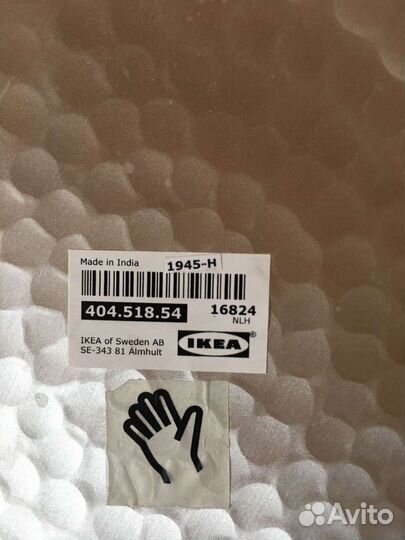 Made in India
1945-H
404.518.54
16824
NLH
IKEA of Sweden AB
SE-343 81 Älmhult
IKEA
®
Avito